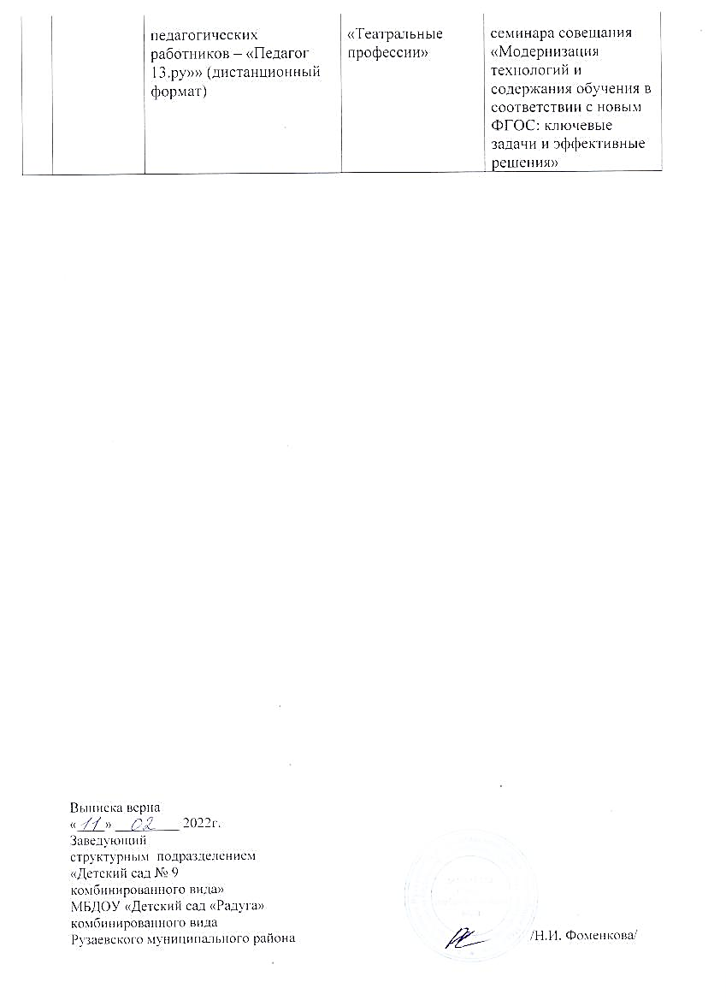 педагогических
работников – «Педагог
13.ру»» (дистанционный
формат)
«Театральные
профессии»
семинара совещания
«Модернизация
технологий и
содержания обучения в
соответствии с новым
ФГОС: ключевые
задачи и эффективные
решения»
Выписка верна
«11» 02 2022г.
Заведующий
структурным подразделением
«Детский сад № 9
комбинированного вида»
МБДОУ «Детский сад «Радуга»
комбинированного вида
Рузаевского муниципального района
/Н.И. Фоменкова/